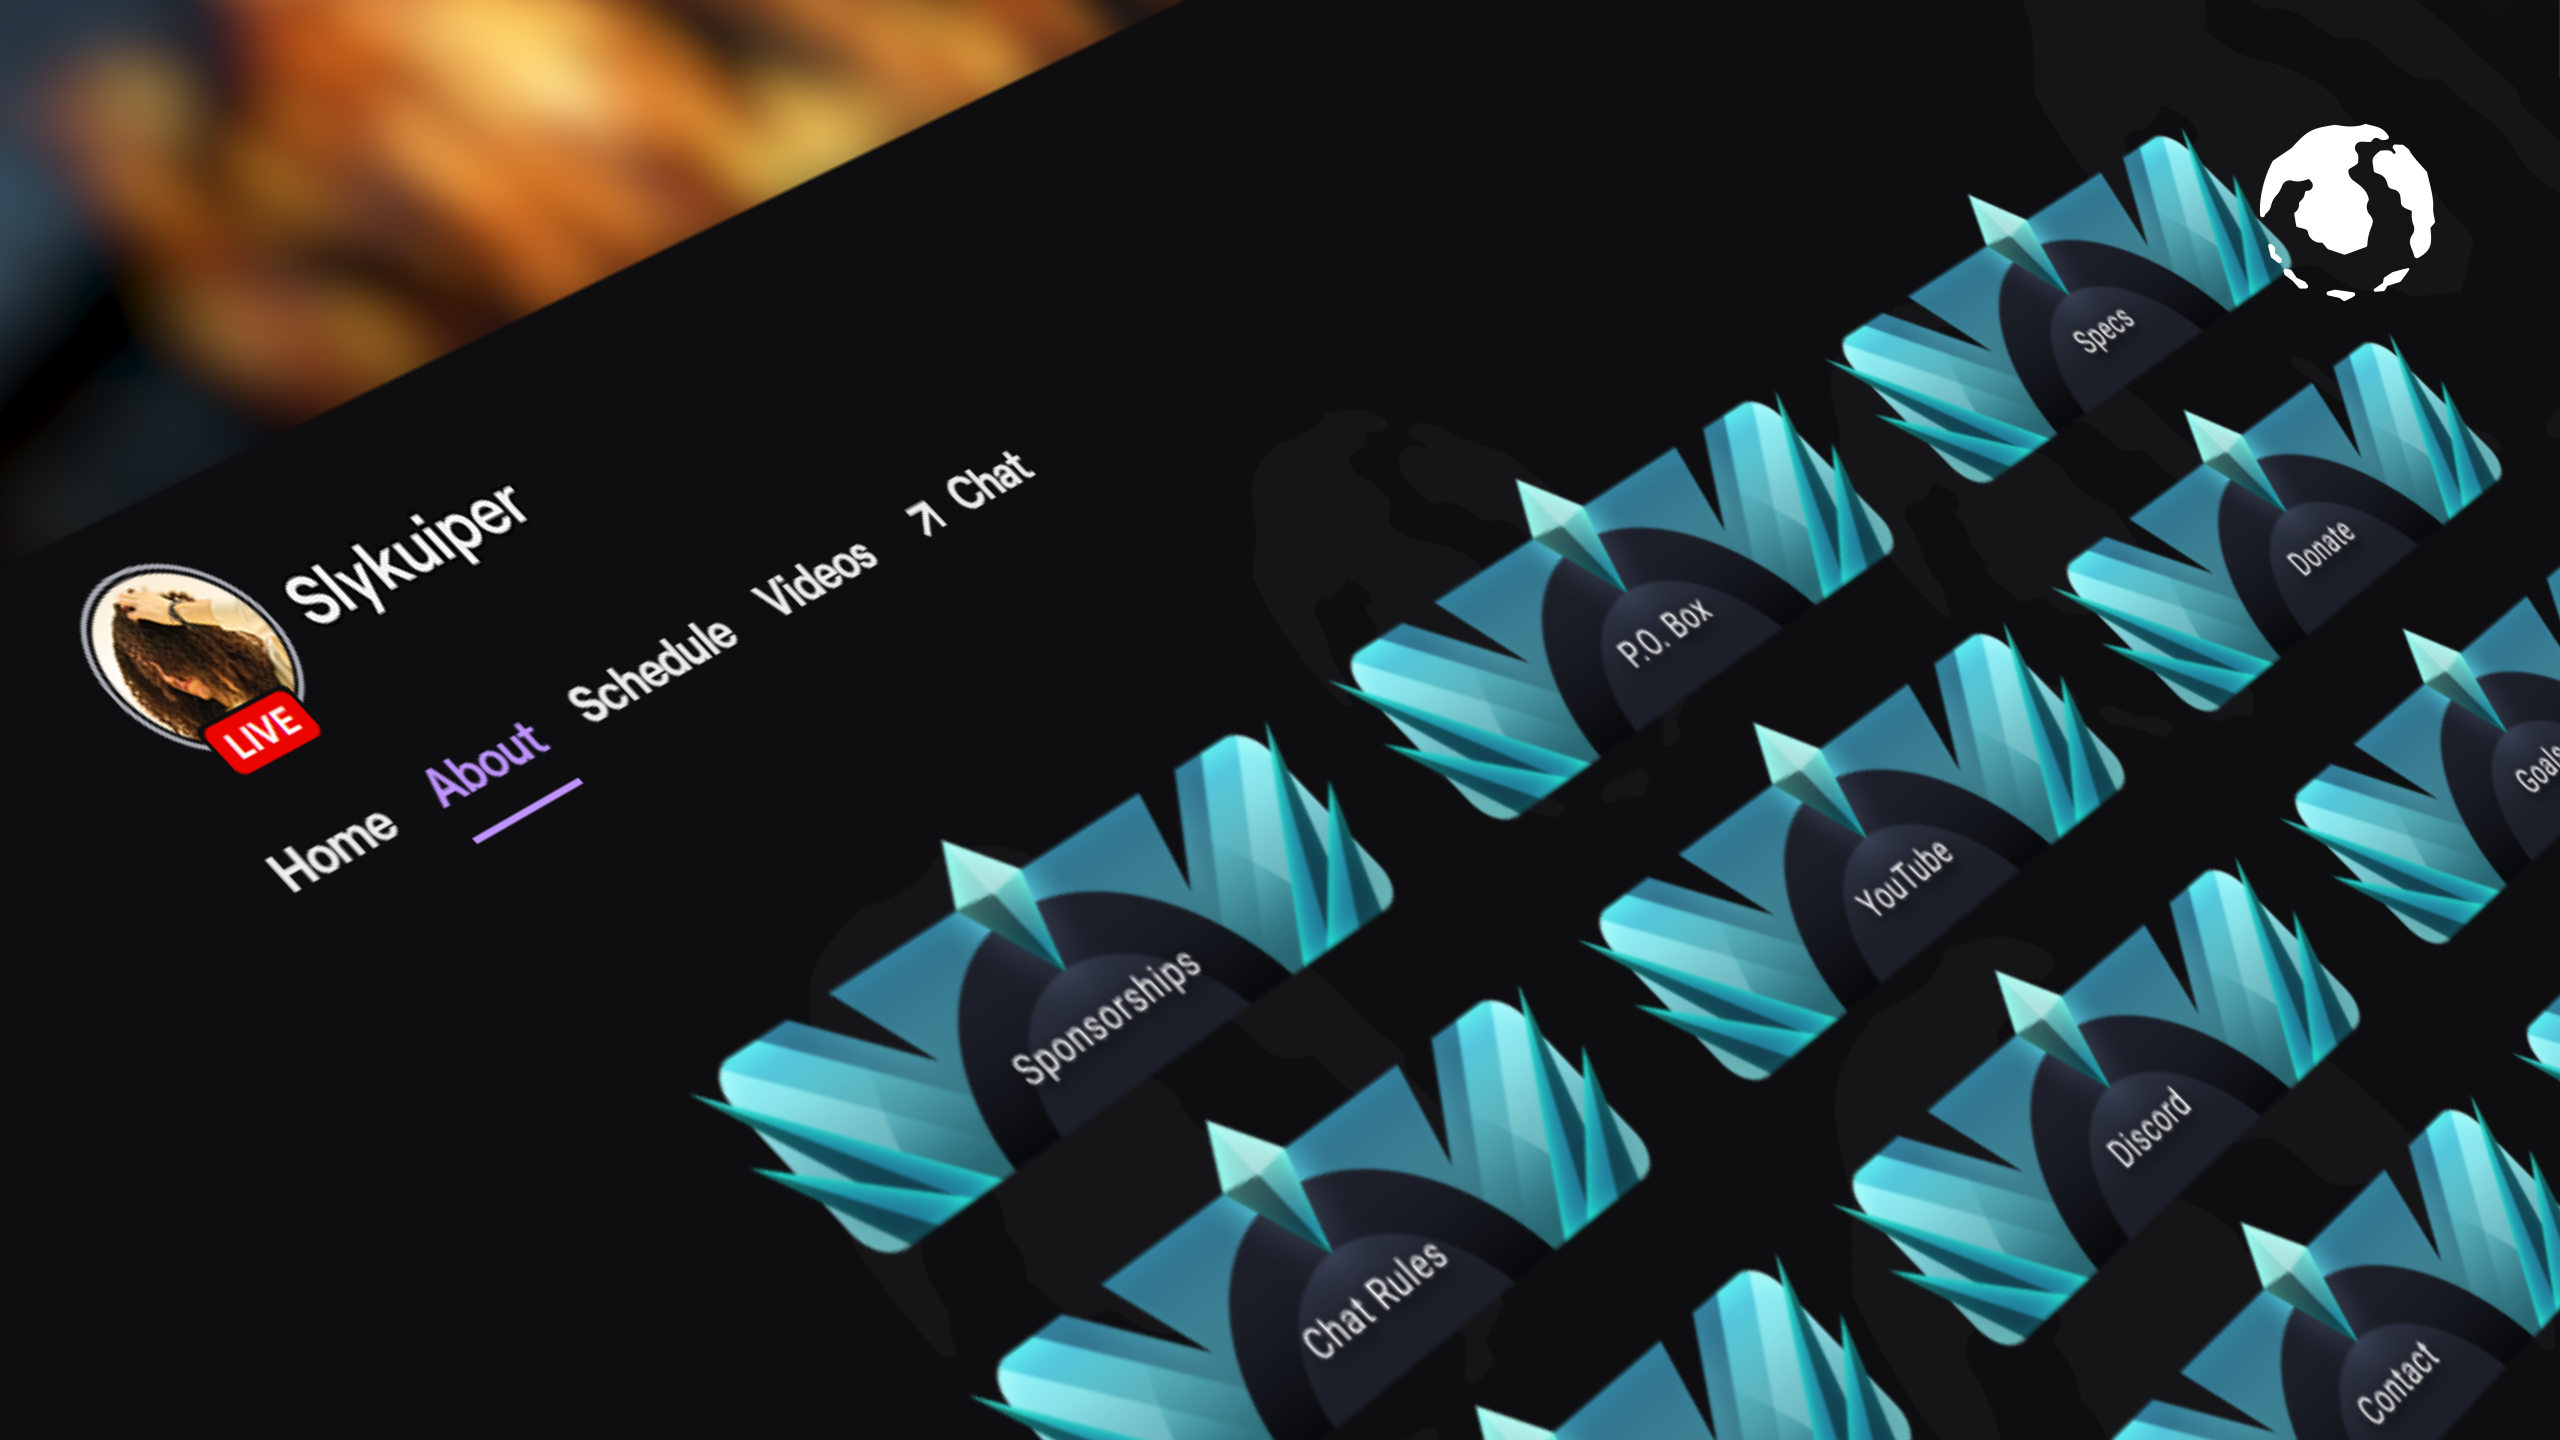 Slykuiper
LIVE
Home
About
Schedule
Videos
Chat
Sponsorships
P.O. Box
Specs
Chat Rules
YouTube
Donate
Discord
Goals
Contact